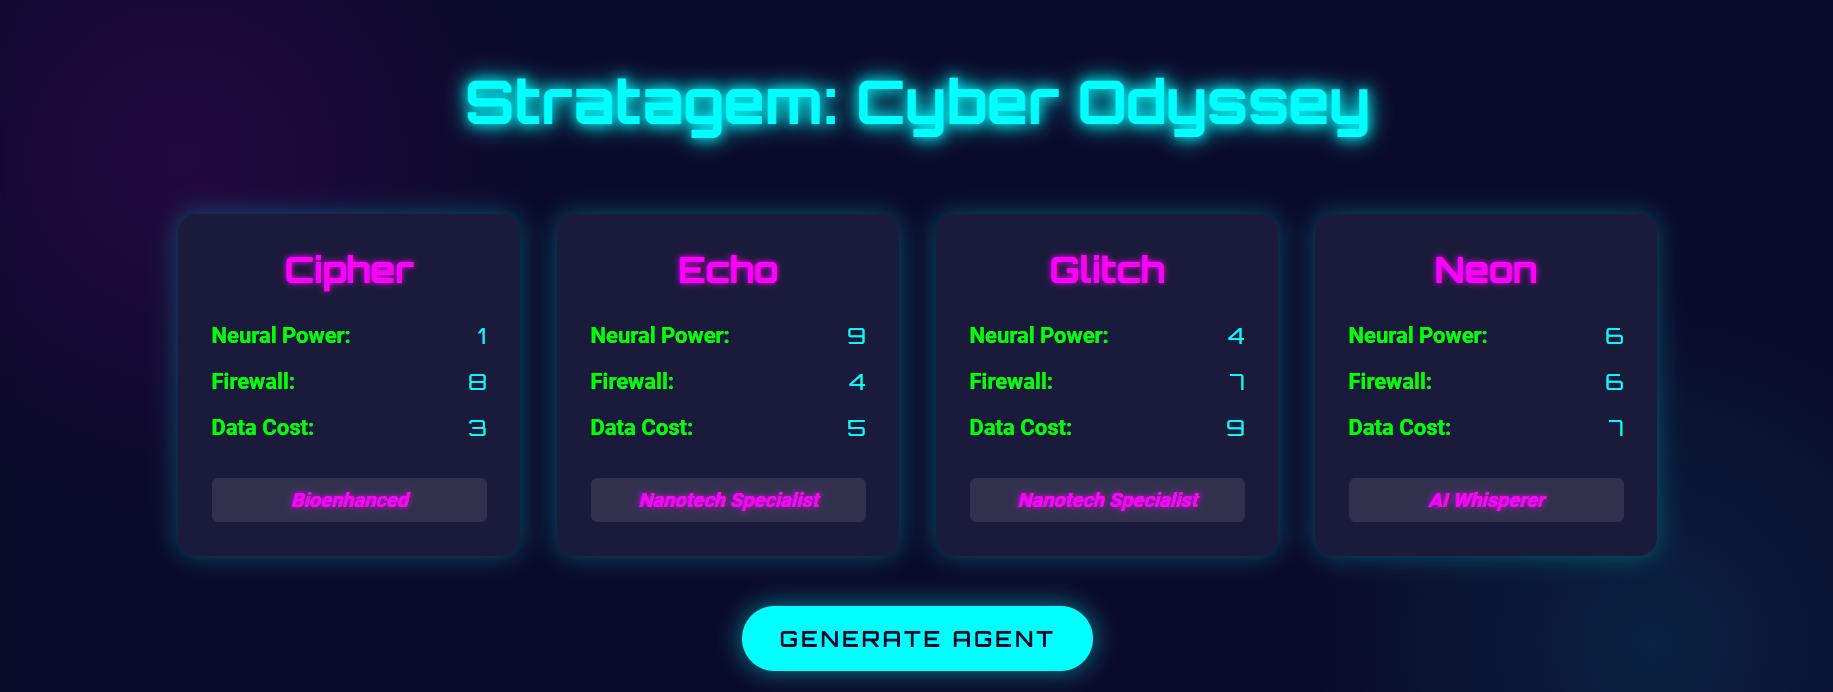 Stratagem: Cyber Odyssey
Cipher
Neural Power: 1
Firewall: 8
Data Cost: 3
Bioenhanced
Echo
Neural Power: 9
Firewall: 4
Data Cost: 5
Nanotech Specialist
Glitch
Neural Power: 4
Firewall: 7
Data Cost: 9
Nanotech Specialist
Neon
Neural Power: 6
Firewall: 6
Data Cost: 7
AI Whisperer
GENERATE AGENT